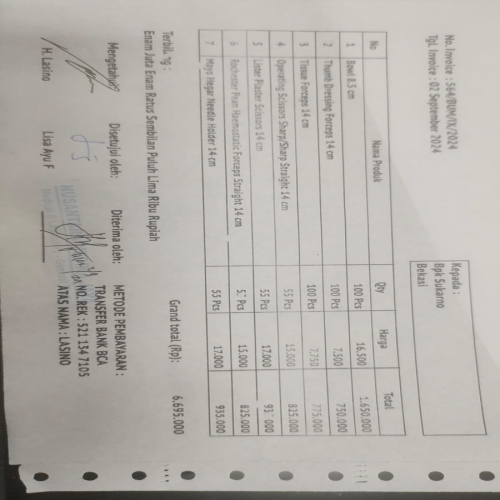 No. Invoice : 564/BUM/IX/2024
Tgl. Invoice : 02 September 2024
Kepada :
Bpk Sukarno
Bekasi
No Nama Produk Qty Harga Total
1 Bowl 8.5 cm 100 Pcs 16.500 1.650.000
2 Thumb Dressing Forceps 14 cm 100 Pcs 7.500 750.000
3 Tissue Forceps 14 cm 100 Pcs 7.750 775.000
4 Operating Scissors Sharp/Sharp Straight 14 cm 55 Pcs 15.000 825.000
5 Lister Plaster Scissors 14 cm 55 Pcs 17.000 935.000
6 Rochester Pean Haemostatic Forceps Straight 14 cm 55 Pcs 15.000 825.000
7 Mayo Hegar Needle Holder 14 cm 55 Pcs 17.000 935.000
Grand total (Rp): 6.695.000
Terbilang :
Enam Juta Enam Ratus Sembilan Puluh Lima Ribu Rupiah
Mengetahui Disetujui oleh: Diterima oleh:
METODE PEMBAYARAN :
TRANSFER BANK BCA
NO. REK : 521 154 7105
ATAS NAMA : LASINO
H. Lasino Lisa Ayu F